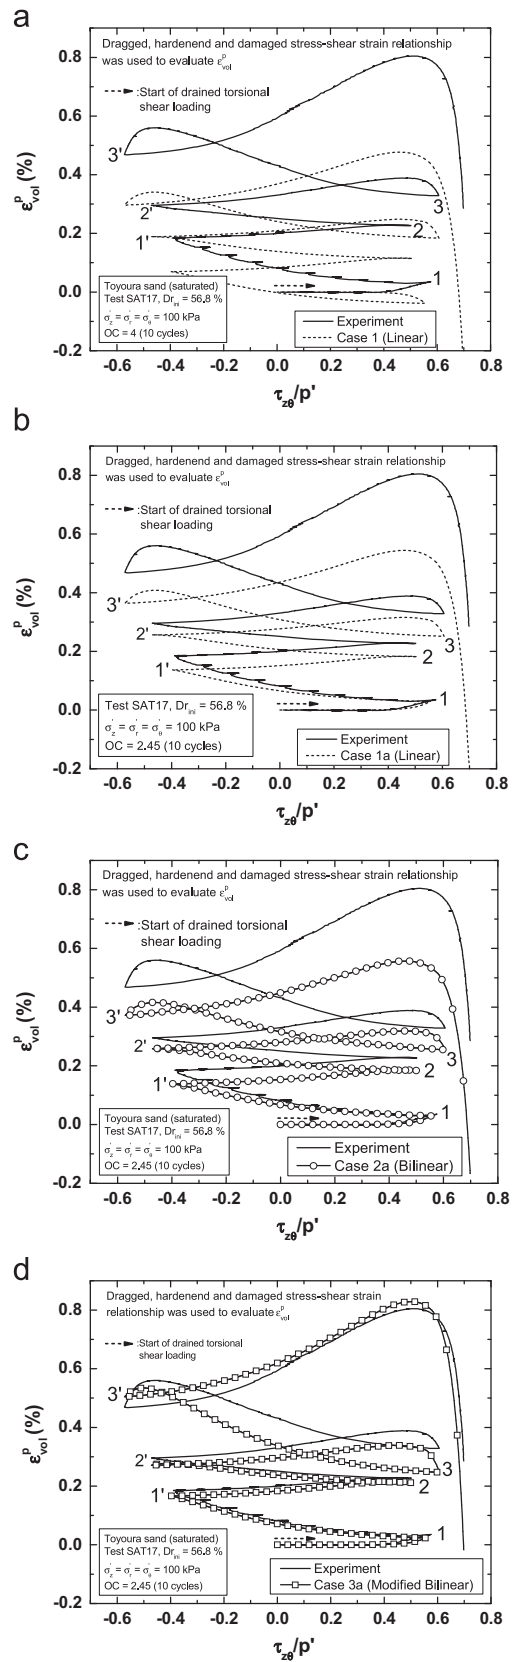 a
Dragged, hardenend and damaged stress-shear strain relationship
was used to evaluate ε^p_vol
:Start of drained torsional
shear loading
0.8
0.6
0.4
0.2
0.0
-0.2
ε^p_vol (%)
3'
2'
1'
3
2
1
Toyoura sand (saturated)
Test SAT17, Dr_ini = 56.8 %
σ'_z = σ'_r = σ'_θ = 100 kPa
OC = 4 (10 cycles)
Experiment
Case 1 (Linear)
-0.6 -0.4 -0.2 0.0 0.2 0.4 0.6 0.8
τ_zθ/p'
b
Dragged, hardenend and damaged stress-shear strain relationship
was used to evaluate ε^p_vol
:Start of drained torsional
shear loading
0.8
0.6
0.4
0.2
0.0
-0.2
ε^p_vol (%)
3'
2'
1'
3
2
1
Test SAT17, Dr_ini = 56.8 %
σ'_z = σ'_r = σ'_θ = 100 kPa
OC = 2.45 (10 cycles)
Experiment
Case 1a (Linear)
-0.6 -0.4 -0.2 0.0 0.2 0.4 0.6 0.8
τ_zθ/p'
c
Dragged, hardenend and damaged stress-shear strain relationship
was used to evaluate ε^p_vol
:Start of drained torsional
shear loading
0.8
0.6
0.4
0.2
0.0
-0.2
ε^p_vol (%)
3'
2'
1'
3
2
1
Toyoura sand (saturated)
Test SAT17, Dr_ini = 56.8 %
σ'_z = σ'_r = σ'_θ = 100 kPa
OC = 2.45 (10 cycles)
Experiment
Case 2a (Bilinear)
-0.6 -0.4 -0.2 0.0 0.2 0.4 0.6 0.8
τ_zθ/p'
d
Dragged, hardenend and damaged stress-shear strain
relationship was used to evaluate ε^p_vol
:Start of drained torsional
shear loading
0.8
0.6
0.4
0.2
0.0
-0.2
ε^p_vol (%)
3'
2'
1'
3
2
1
Toyoura sand (saturated)
Test SAT17, Dr_ini = 56.8 %
σ'_z = σ'_r = σ'_θ = 100 kPa
OC = 2.45 (10 cycles)
Experiment
Case 3a (Modified Bilinear)
-0.6 -0.4 -0.2 0.0 0.2 0.4 0.6 0.8
τ_zθ/p'